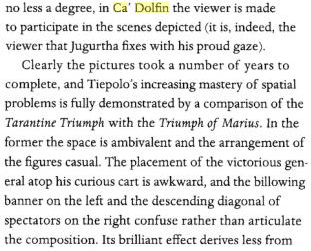 no less a degree, in Ca' Dolfin the viewer is made
to participate in the scenes depicted (it is, indeed, the
viewer that Jugurtha fixes with his proud gaze).
Clearly the pictures took a number of years to
complete, and Tiepolo's increasing mastery of spatial
problems is fully demonstrated by a comparison of the
Tarantine Triumph with the Triumph of Marius. In the
former the space is ambivalent and the arrangement of
the figures casual. The placement of the victorious gen-
eral atop his curious cart is awkward, and the billowing
banner on the left and the descending diagonal of
spectators on the right confuse rather than articulate
the composition. Its brilliant effect derives less from